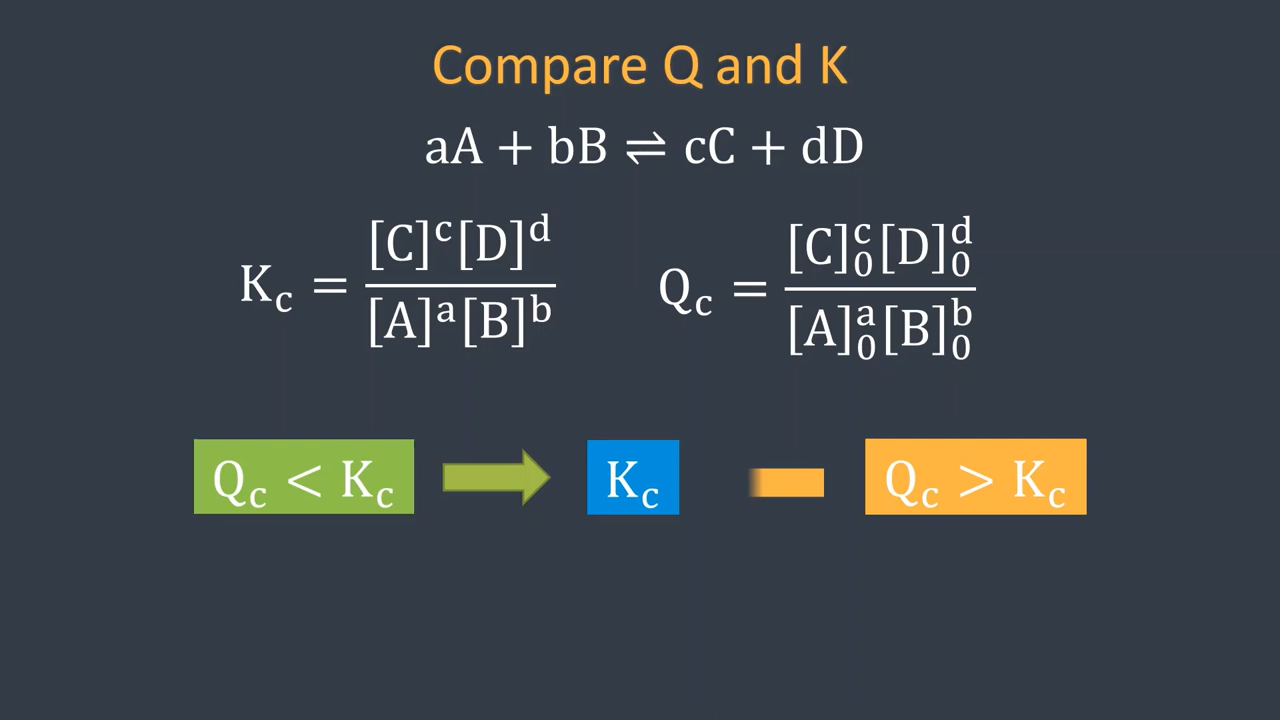 Compare Q and K
aA + bB ⇌ cC + dD
K_c = [C]^c[D]^d / [A]^a[B]^b
Q_c = [C]_0^c[D]_0^d / [A]_0^a[B]_0^b
Q_c < K_c
K_c
Q_c > K_c